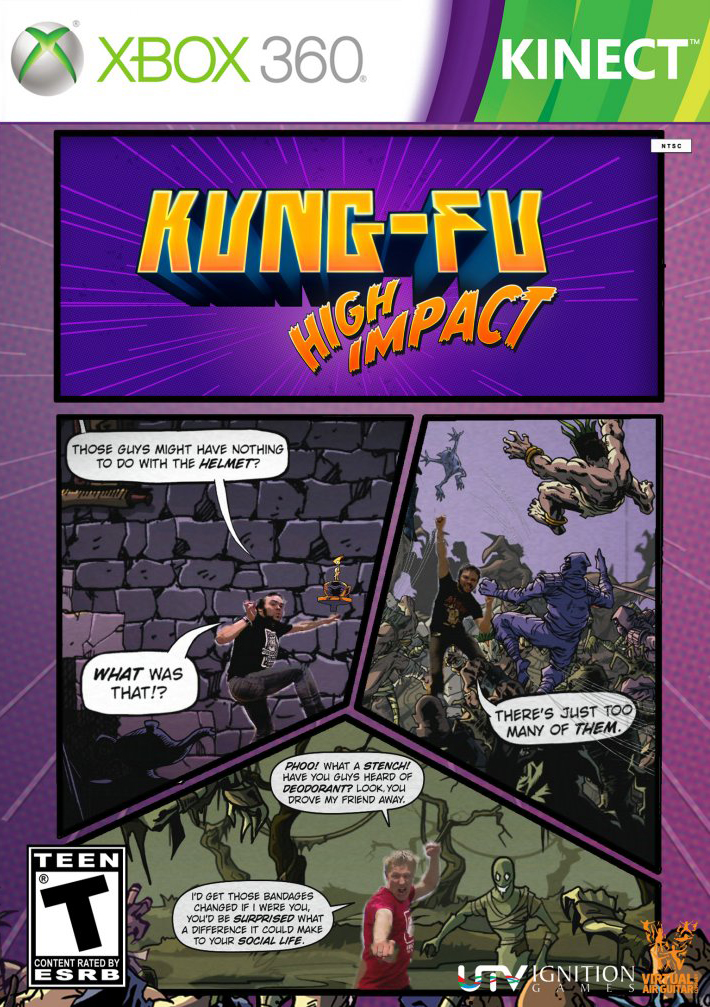 XBOX 360
KINECT™
NTSC
KUNG-FU
HIGH
IMPACT
THOSE GUYS MIGHT HAVE NOTHING
TO DO WITH THE HELMET?
WHAT WAS
THAT!?
THERE'S JUST TOO
MANY OF THEM.
PHOO! WHAT A STENCH!
HAVE YOU GUYS HEARD OF
DEODORANT? LOOK, YOU
DROVE MY FRIEND AWAY.
I'D GET THOSE BANDAGES
CHANGED IF I WERE YOU,
YOU'D BE SURPRISED WHAT
A DIFFERENCE IT COULD MAKE
TO YOUR SOCIAL LIFE.
TEEN
®
T
CONTENT RATED BY
ESRB
UTV IGNITION
GAMES
VIRTUAL
AIR GUITAR